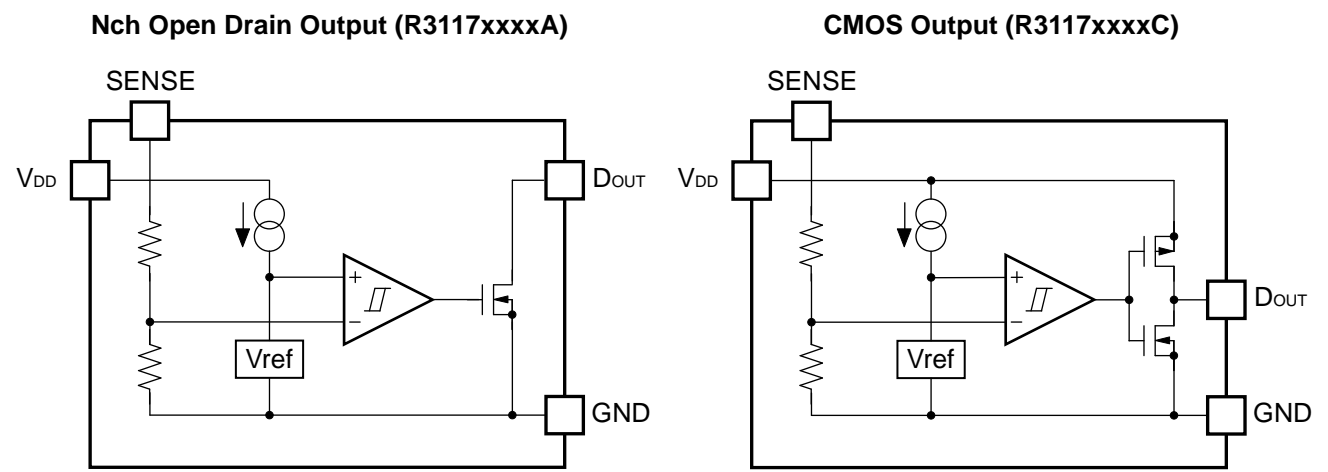 Nch Open Drain Output (R3117xxxxA)
SENSE
VDD
DOUT
+
−
Vref
GND
CMOS Output (R3117xxxxC)
SENSE
VDD
+
−
DOUT
Vref
GND